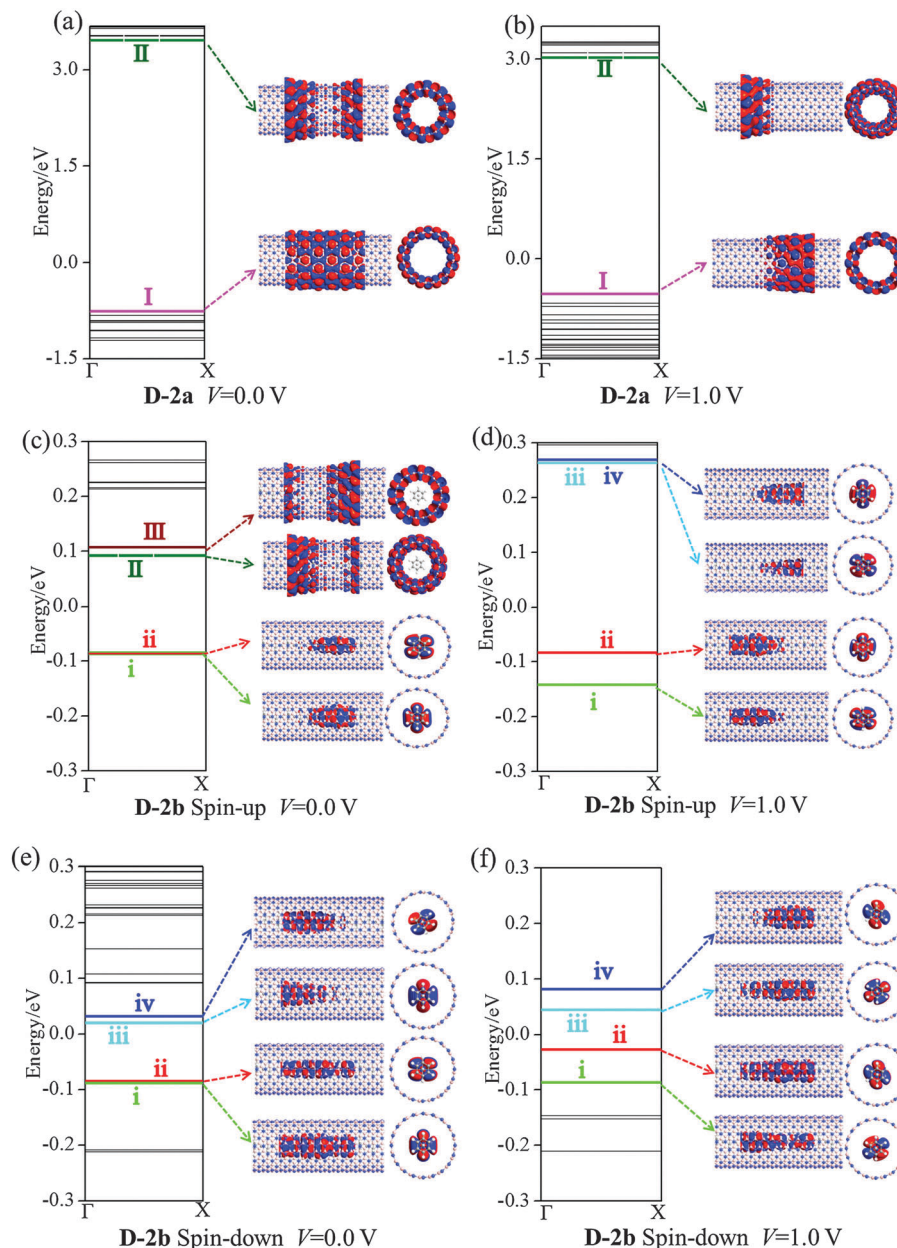 (a)
II
3.0
1.5
Energy/eV
0.0
I
-1.5
Γ
X
D-2a V=0.0 V
(b)
II
3.0
1.5
Energy/eV
0.0
I
-1.5
Γ
X
D-2a V=1.0 V
(c)
0.3
0.2
III
0.1
II
Energy/eV
0.0
ii
-0.1
i
-0.2
-0.3
Γ
X
D-2b Spin-up V=0.0 V
(d)
0.3
iii iv
0.2
0.1
Energy/eV
0.0
ii
-0.1
i
-0.2
-0.3
Γ
X
D-2b Spin-up V=1.0 V
(e)
0.3
0.2
0.1
iv
Energy/eV
0.0
iii
ii
-0.1
i
-0.2
-0.3
Γ
X
D-2b Spin-down V=0.0 V
(f)
0.3
0.2
0.1
iv
iii
Energy/eV
0.0
ii
i
-0.1
-0.2
-0.3
Γ
X
D-2b Spin-down V=1.0 V